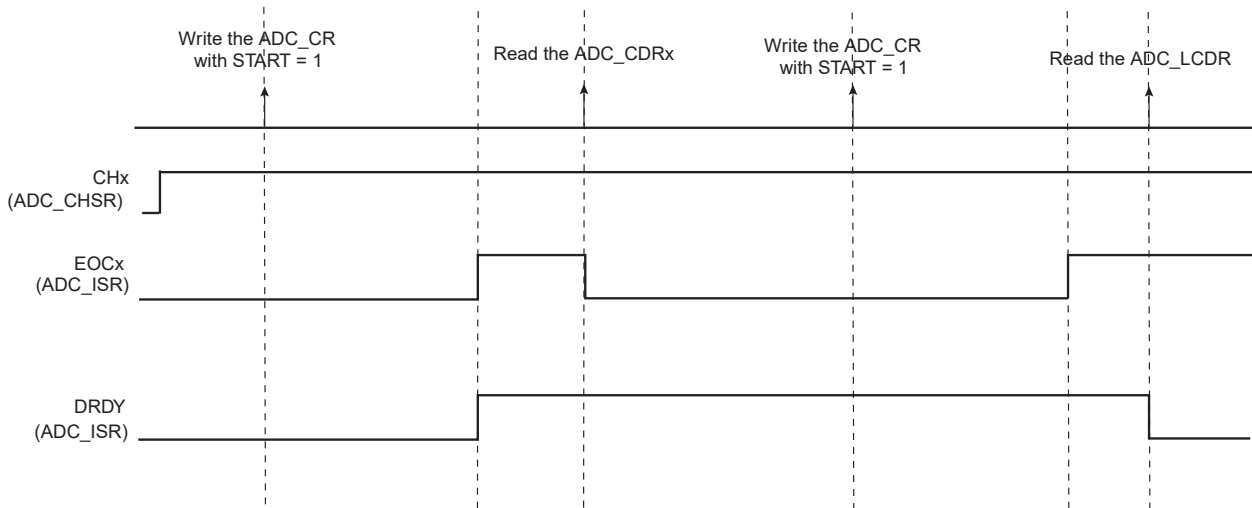 Write the ADC_CR
with START = 1
Read the ADC_CDRx
Write the ADC_CR
with START = 1
Read the ADC_LCDR
CHx
(ADC_CHSR)
EOCx
(ADC_ISR)
DRDY
(ADC_ISR)